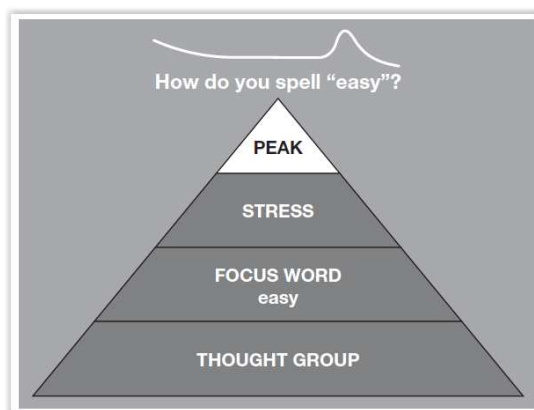 How do you spell “easy”?
PEAK
STRESS
FOCUS WORD
easy
THOUGHT GROUP